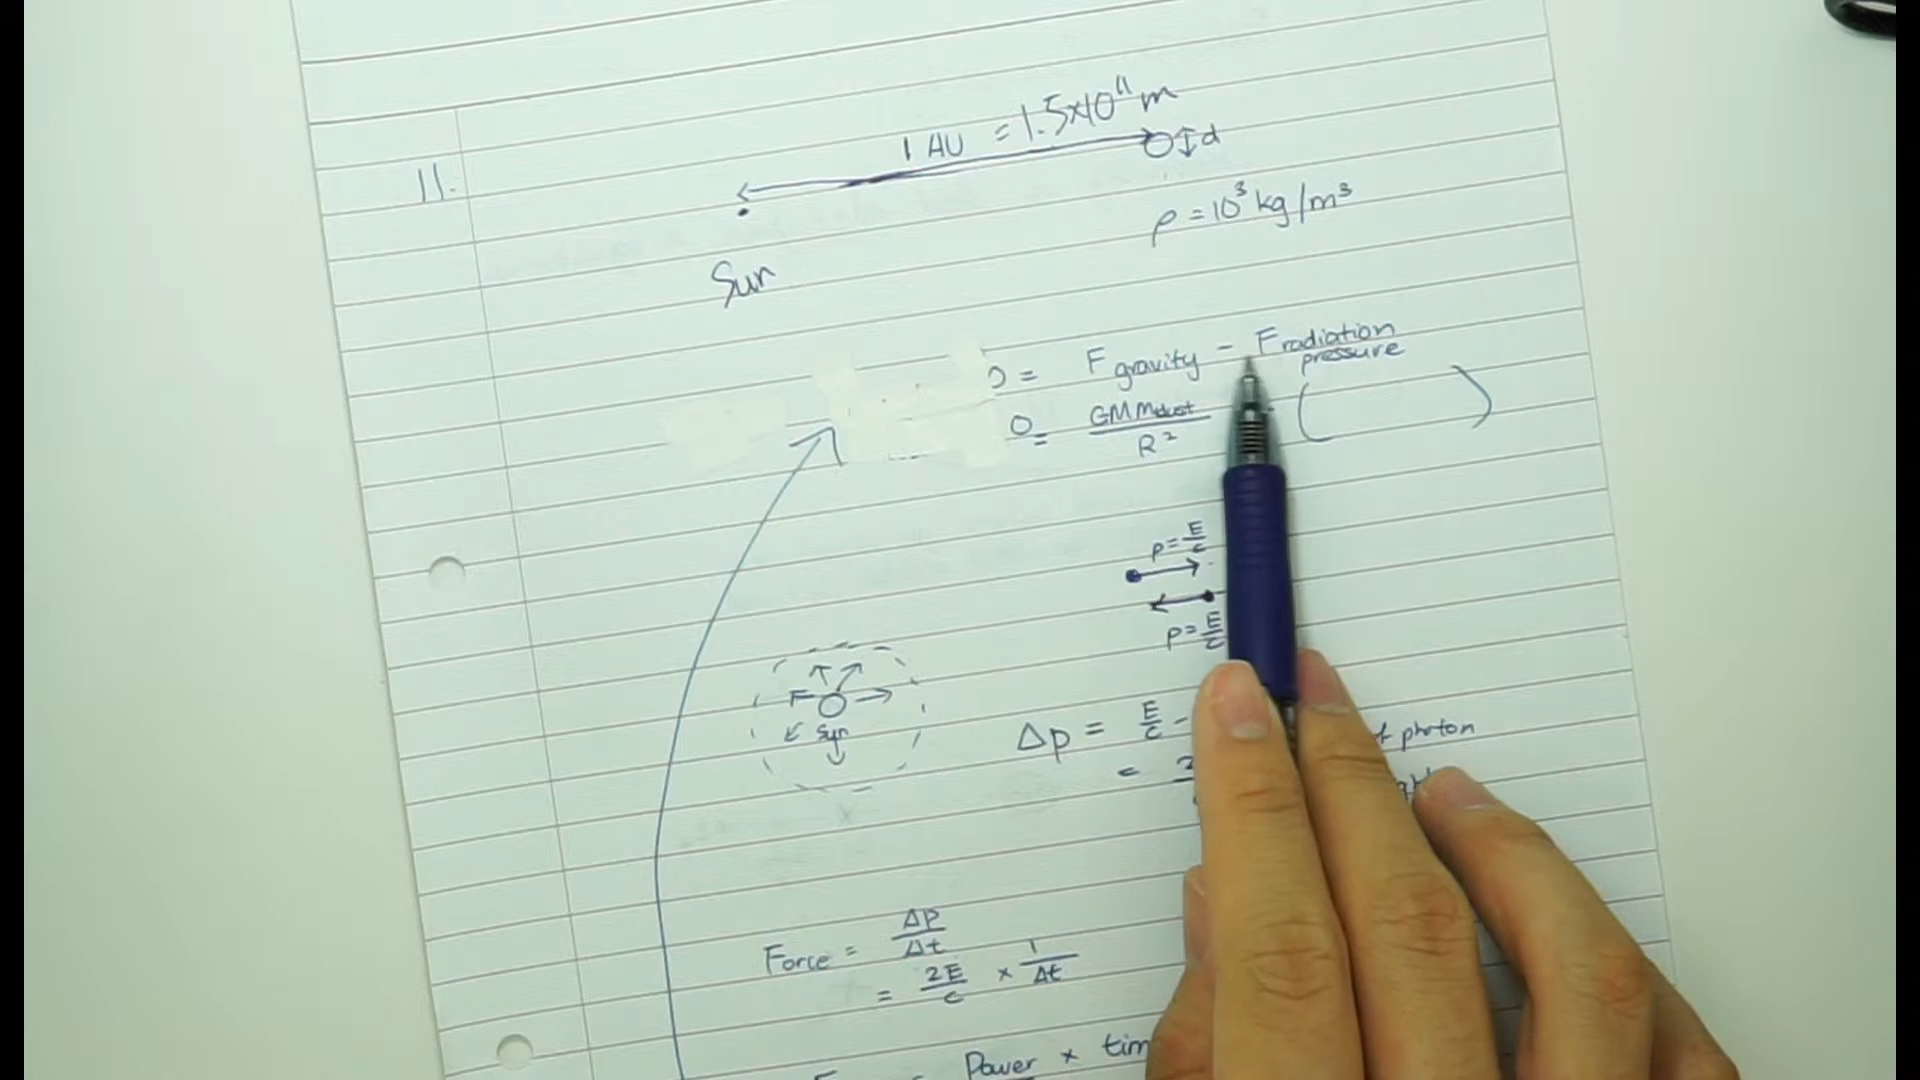 1 AU = 1.5x10¹¹ m
d
11.
ρ = 10³ kg/m³
Sun
0 = F gravity - F radiation pressure
0 = GMMdust / R² (          )
p = E/c
p = E/c
F
Sun
Δp = E/c -
photon
= 2
Force = Δp/Δt
= 2E/c × 1/Δt
Power × tim